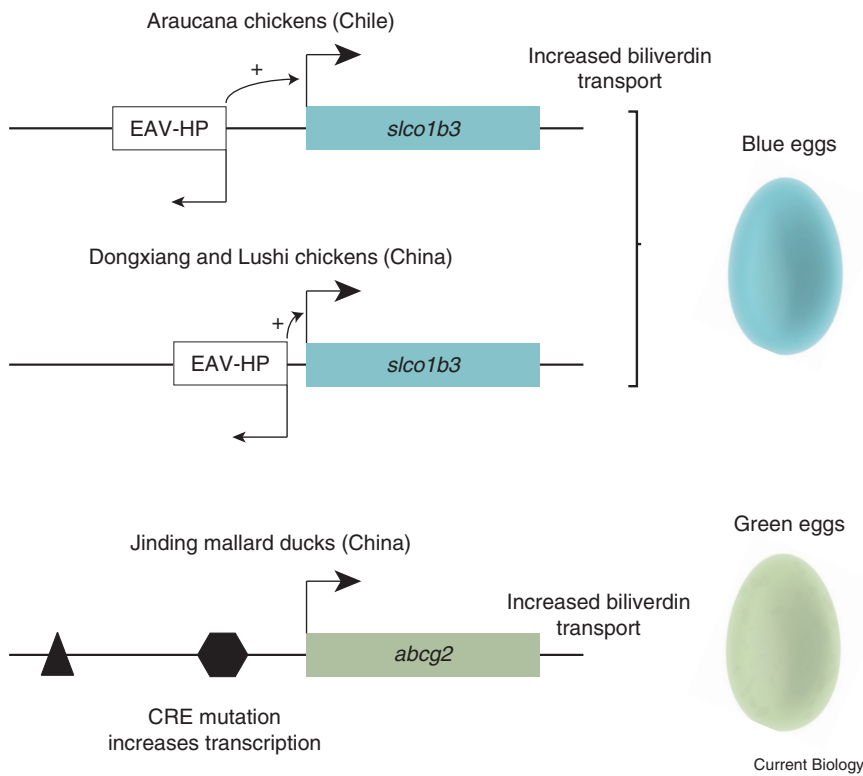 Araucana chickens (Chile)
Increased biliverdin
transport
+
EAV-HP
slco1b3
Blue eggs
Dongxiang and Lushi chickens (China)
+
EAV-HP
slco1b3
Green eggs
Jinding mallard ducks (China)
Increased biliverdin
transport
abcg2
CRE mutation
increases transcription
Current Biology